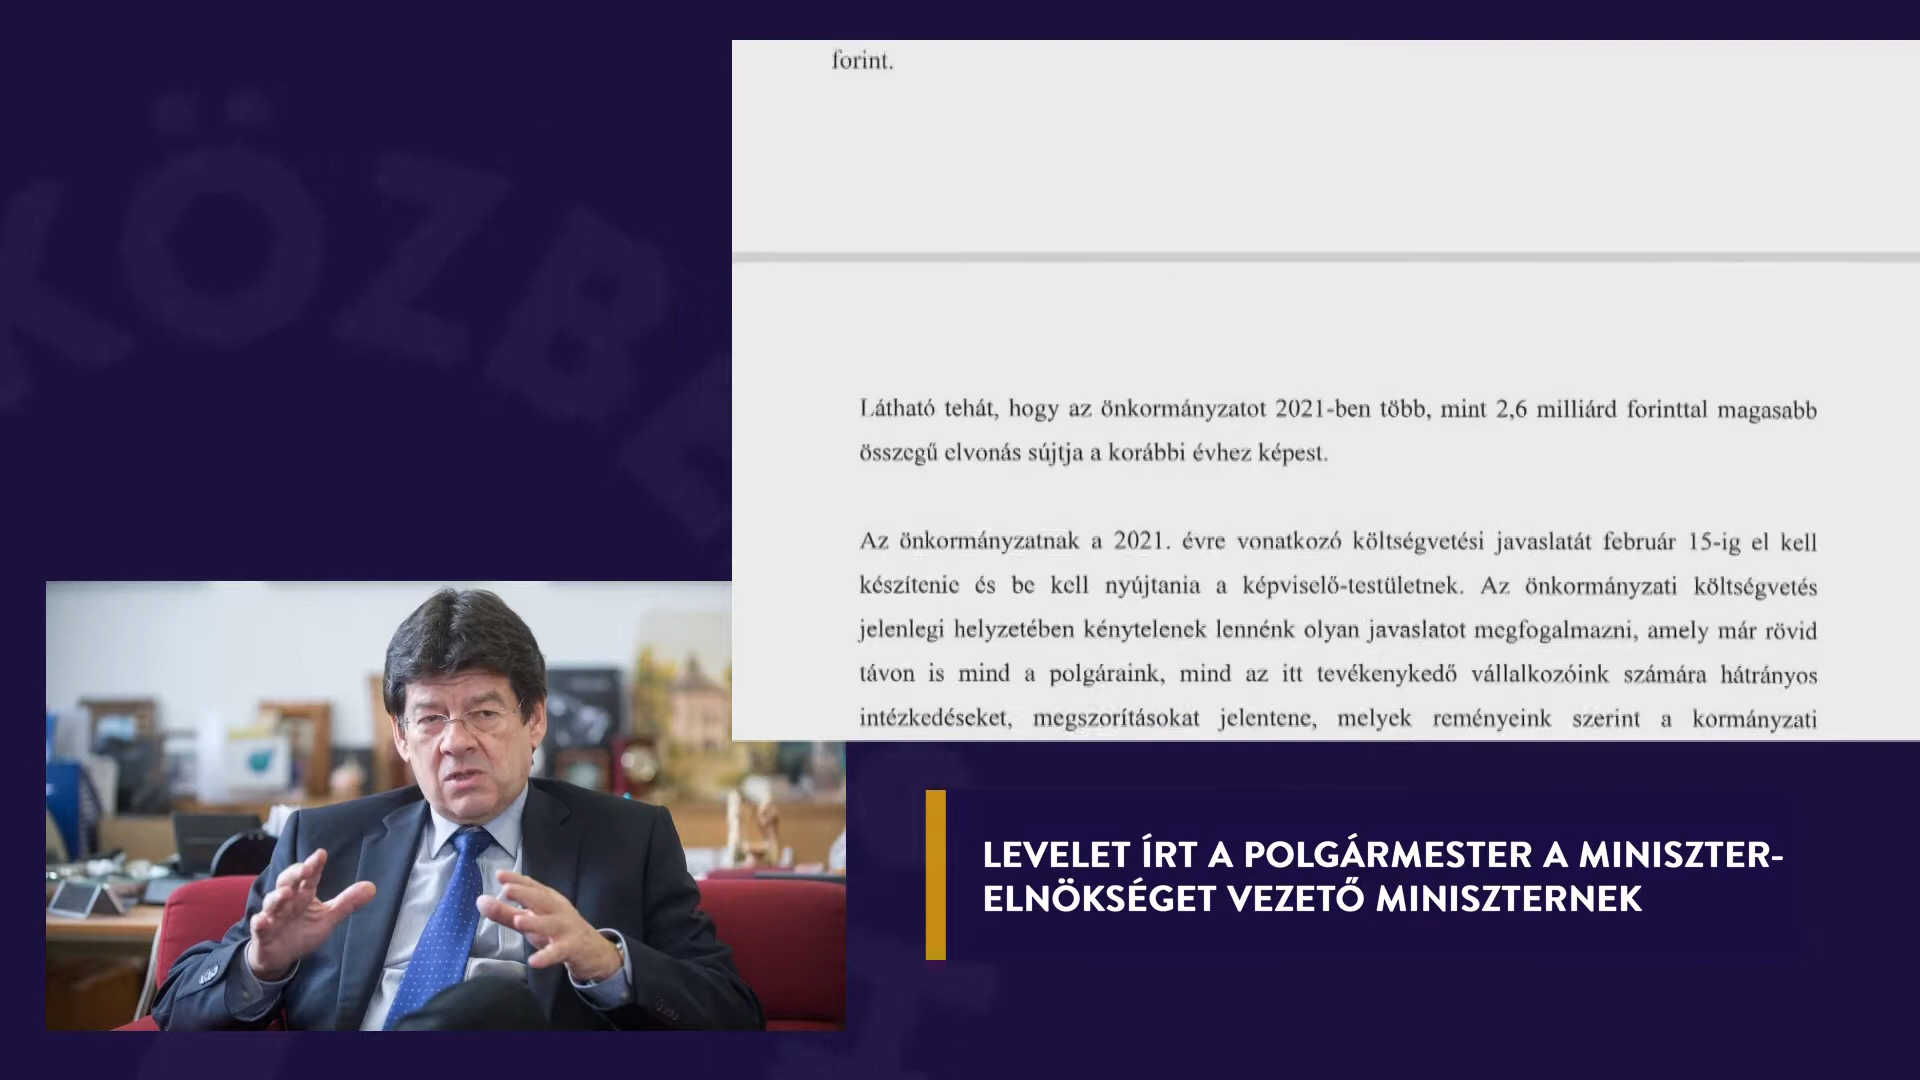 forint.
Látható tehát, hogy az önkormányzatot 2021-ben több, mint 2,6 milliárd forinttal magasabb
összegű elvonás sújtja a korábbi évhez képest.
Az önkormányzatnak a 2021. évre vonatkozó költségvetési javaslatát február 15-ig el kell
készítenie és be kell nyújtania a képviselő-testületnek. Az önkormányzati költségvetés
jelenlegi helyzetében kénytelenek lennénk olyan javaslatot megfogalmazni, amely már rövid
távon is mind a polgáraink, mind az itt tevékenykedő vállalkozóink számára hátrányos
intézkedéseket, megszorításokat jelentene, melyek reményeink szerint a kormányzati
LEVELET ÍRT A POLGÁRMESTER A MINISZTER-
ELNÖKSÉGET VEZETŐ MINISZTERNEK